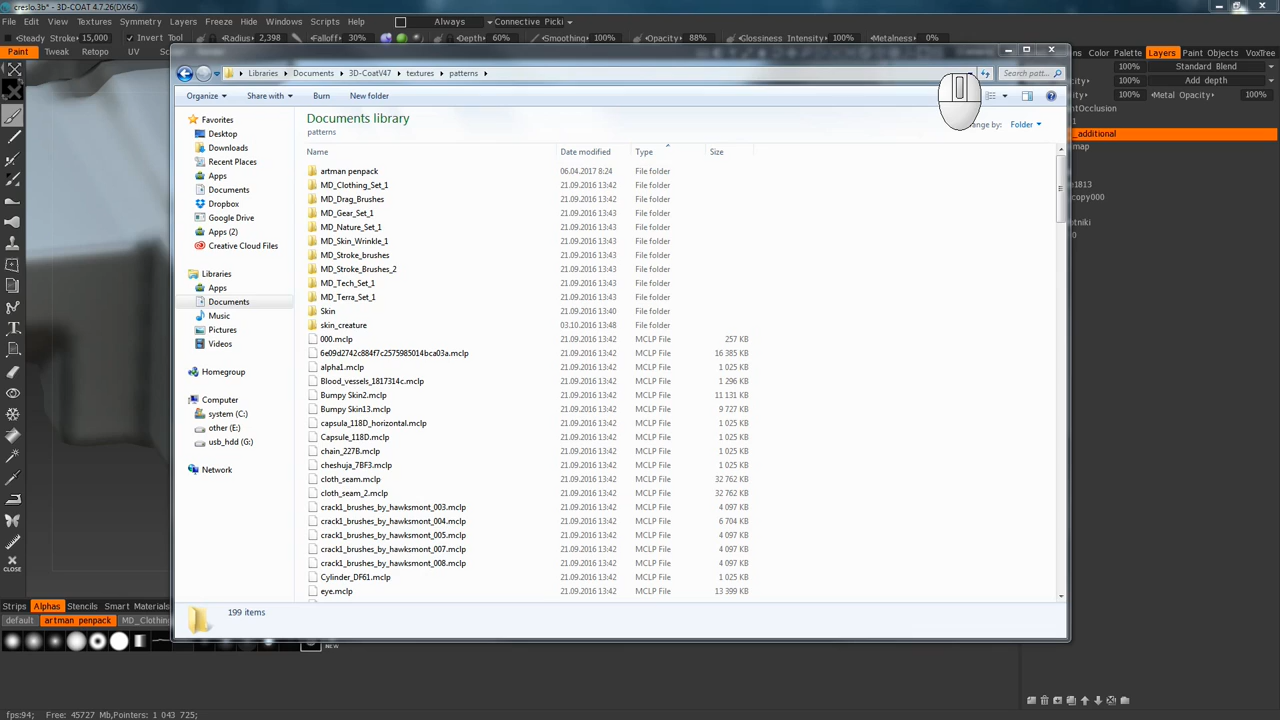 creslo.3b* - 3D-COAT 4.7.26(DX64)
File Edit View Textures Symmetry Layers Freeze Hide Windows Scripts Help Always Connective Picki
Steady Stroke 15,000 Invert Tool Radius: 2,398 Falloff: 30% Depth: 60% Smoothing: 100% Opacity: 88% Glossiness Intensity: 100%
Paint Tweak Retopo UV
Colors Color Palette Layers Paint Objects VoxTree
100% Standard Blend
100% Add depth
100% Metal Opacity 100%
_additional
map
e1813
copy000
otniki
0
Libraries Documents 3D-CoatV47 textures patterns Search patt...
Organize Share with Burn New folder
Documents library
patterns
Folder
Name Date modified Type Size
artman penpack 06.04.2017 8:24 File folder
MD_Clothing_Set_1 21.09.2016 13:42 File folder
MD_Drag_Brushes 21.09.2016 13:42 File folder
MD_Gear_Set_1 21.09.2016 13:42 File folder
MD_Nature_Set_1 21.09.2016 13:42 File folder
MD_Skin_Wrinkle_1 21.09.2016 13:42 File folder
MD_Stroke_brushes 21.09.2016 13:43 File folder
MD_Stroke_Brushes_2 21.09.2016 13:43 File folder
MD_Tech_Set_1 21.09.2016 13:43 File folder
MD_Terra_Set_1 21.09.2016 13:43 File folder
Skin 21.09.2016 13:40 File folder
skin_creature 03.10.2016 13:48 File folder
000.mclp 21.09.2016 13:42 MCLP File 257 KB
6e09d2742c884f7c2575985014bca03a.mclp 21.09.2016 13:42 MCLP File 16 385 KB
alpha1.mclp 21.09.2016 13:42 MCLP File 1 025 KB
Blood_vessels_1817314c.mclp 21.09.2016 13:42 MCLP File 1 296 KB
Bumpy Skin2.mclp 21.09.2016 13:42 MCLP File 11 131 KB
Bumpy Skin13.mclp 21.09.2016 13:42 MCLP File 9 727 KB
capsula_118D_horizontal.mclp 21.09.2016 13:42 MCLP File 1 025 KB
Capsule_118D.mclp 21.09.2016 13:42 MCLP File 1 025 KB
chain_227B.mclp 21.09.2016 13:42 MCLP File 1 025 KB
cheshuja_7BF3.mclp 21.09.2016 13:42 MCLP File 1 025 KB
cloth_seam.mclp 21.09.2016 13:42 MCLP File 32 762 KB
cloth_seam_2.mclp 21.09.2016 13:42 MCLP File 32 762 KB
crack1_brushes_by_hawksmont_003.mclp 21.09.2016 13:42 MCLP File 4 097 KB
crack1_brushes_by_hawksmont_004.mclp 21.09.2016 13:42 MCLP File 6 704 KB
crack1_brushes_by_hawksmont_005.mclp 21.09.2016 13:42 MCLP File 4 097 KB
crack1_brushes_by_hawksmont_007.mclp 21.09.2016 13:42 MCLP File 4 097 KB
crack1_brushes_by_hawksmont_008.mclp 21.09.2016 13:42 MCLP File 4 097 KB
Cylinder_DF61.mclp 21.09.2016 13:42 MCLP File 1 025 KB
eye.mclp 21.09.2016 13:42 MCLP File 13 399 KB
Favorites
Desktop
Downloads
Recent Places
Apps
Documents
Dropbox
Google Drive
Apps (2)
Creative Cloud Files
Libraries
Apps
Documents
Music
Pictures
Videos
Homegroup
Computer
system (C:)
other (E:)
usb_hdd (G:)
Network
199 items
CLOSE
Strips Alphas Stencils Smart Materials
default artman penpack MD_Clothing
NEW
fps:94; Free: 45727 Mb,Pointers: 1 043 725;